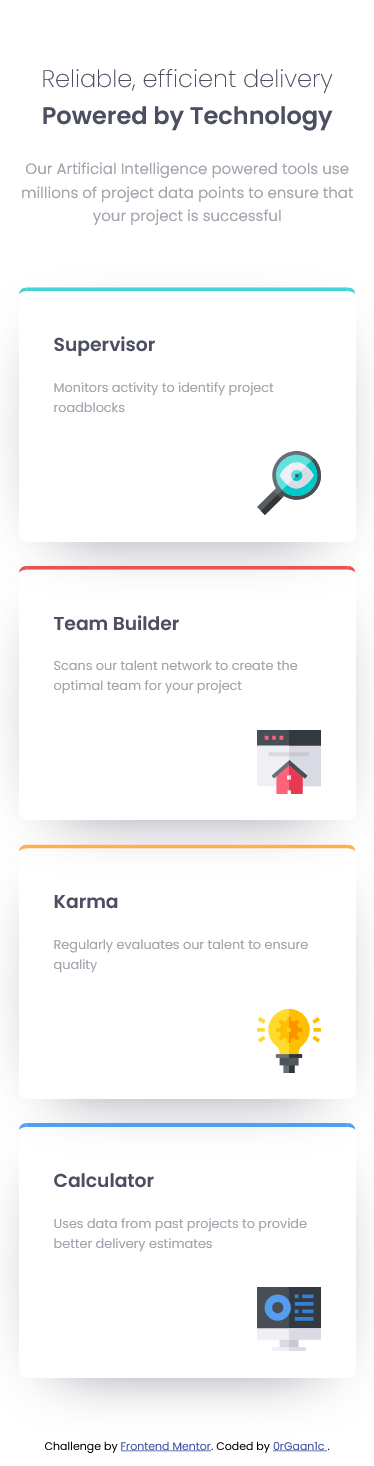 Reliable, efficient delivery
Powered by Technology
Our Artificial Intelligence powered tools use
millions of project data points to ensure that
your project is successful
Supervisor
Monitors activity to identify project
roadblocks
Team Builder
Scans our talent network to create the
optimal team for your project
Karma
Regularly evaluates our talent to ensure
quality
Calculator
Uses data from past projects to provide
better delivery estimates
Challenge by Frontend Mentor. Coded by 0rGaan1c .